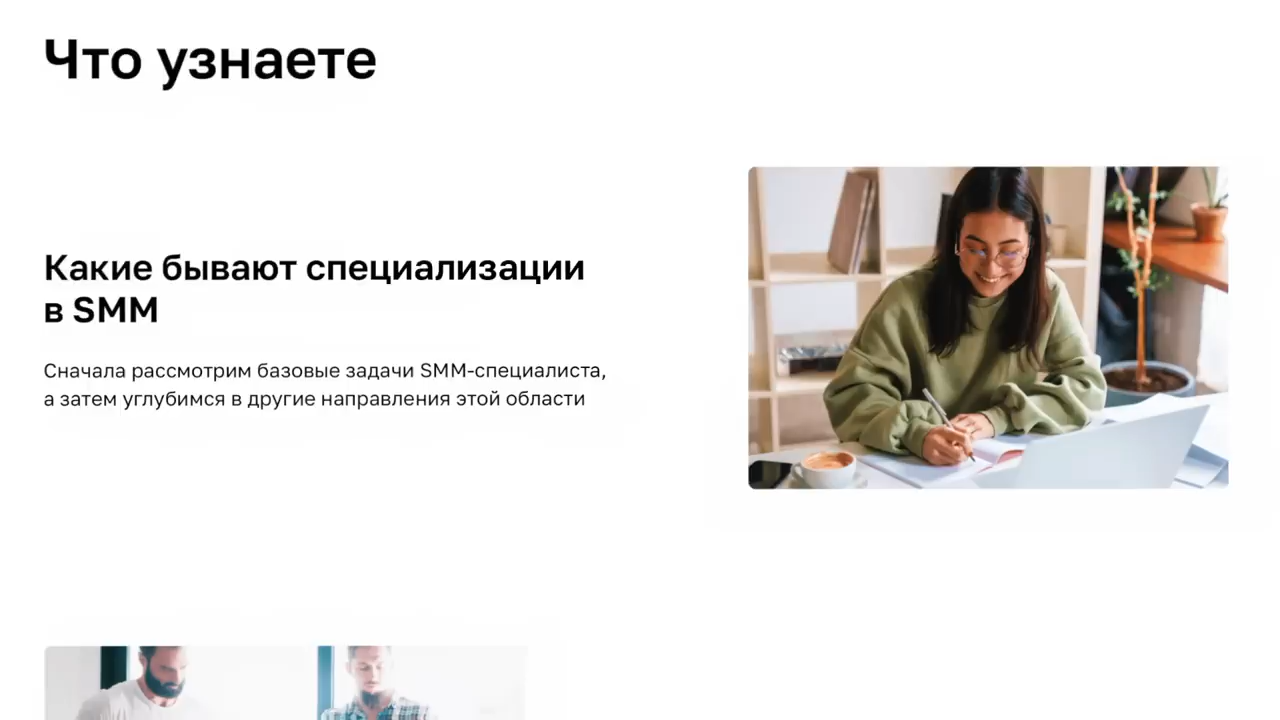 Что узнаете
Какие бывают специализации
в SMM
Сначала рассмотрим базовые задачи SMM-специалиста,
а затем углубимся в другие направления этой области